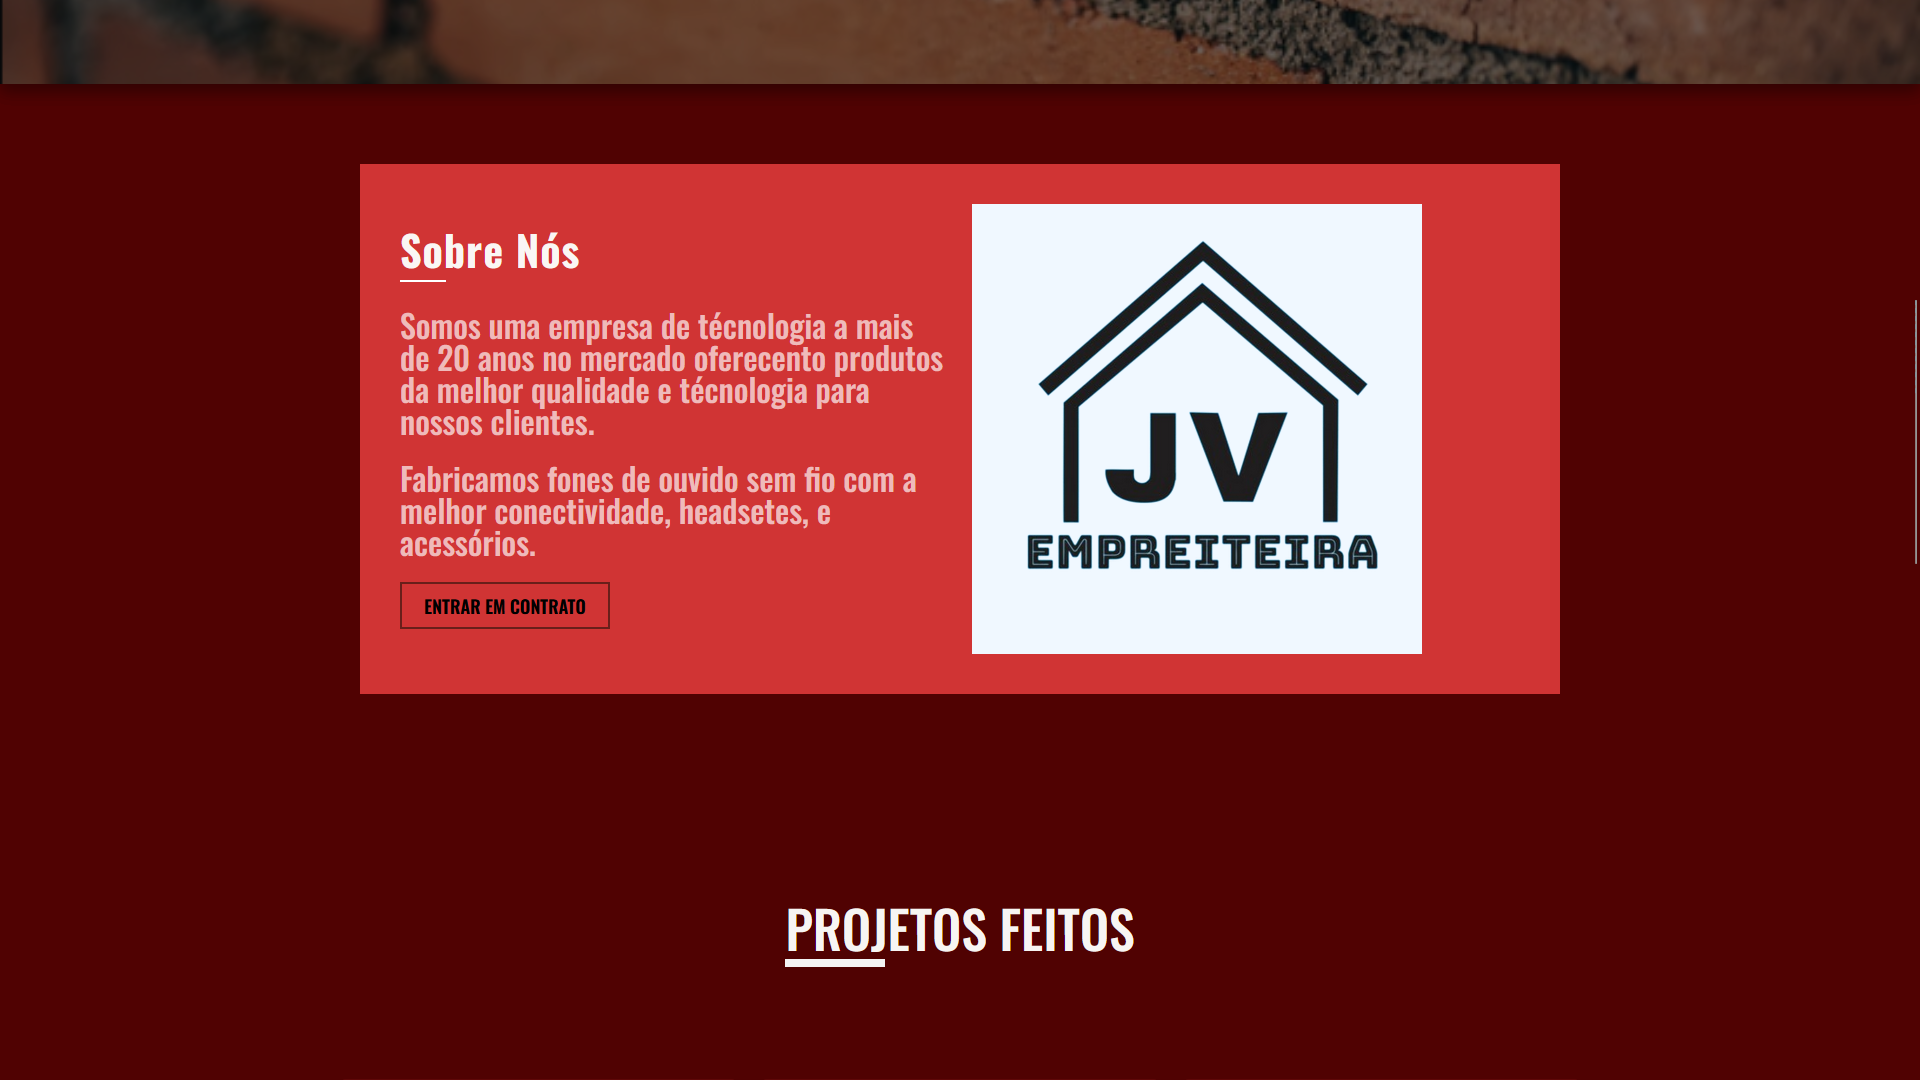 Sobre Nós
Somos uma empresa de técnologia a mais
de 20 anos no mercado oferecento produtos
da melhor qualidade e técnologia para
nossos clientes.
Fabricamos fones de ouvido sem fio com a
melhor conectividade, headsetes, e
acessórios.
ENTRAR EM CONTRATO
JV
EMPREITEIRA
PROJETOS FEITOS